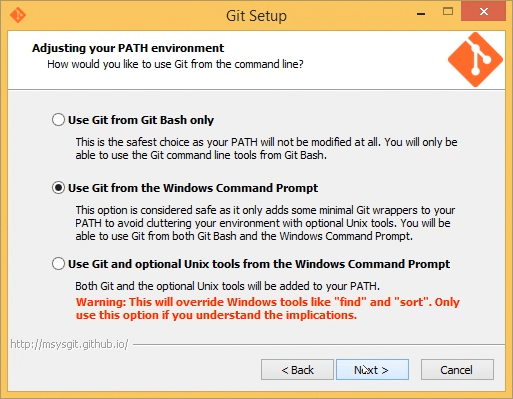 Git Setup
Adjusting your PATH environment
How would you like to use Git from the command line?
Use Git from Git Bash only
This is the safest choice as your PATH will not be modified at all. You will only be
able to use the Git command line tools from Git Bash.
Use Git from the Windows Command Prompt
This option is considered safe as it only adds some minimal Git wrappers to your
PATH to avoid cluttering your environment with optional Unix tools. You will be
able to use Git from both Git Bash and the Windows Command Prompt.
Use Git and optional Unix tools from the Windows Command Prompt
Both Git and the optional Unix tools will be added to your PATH.
Warning: This will override Windows tools like "find" and "sort". Only
use this option if you understand the implications.
http://msysgit.github.io/
< Back
Next >
Cancel